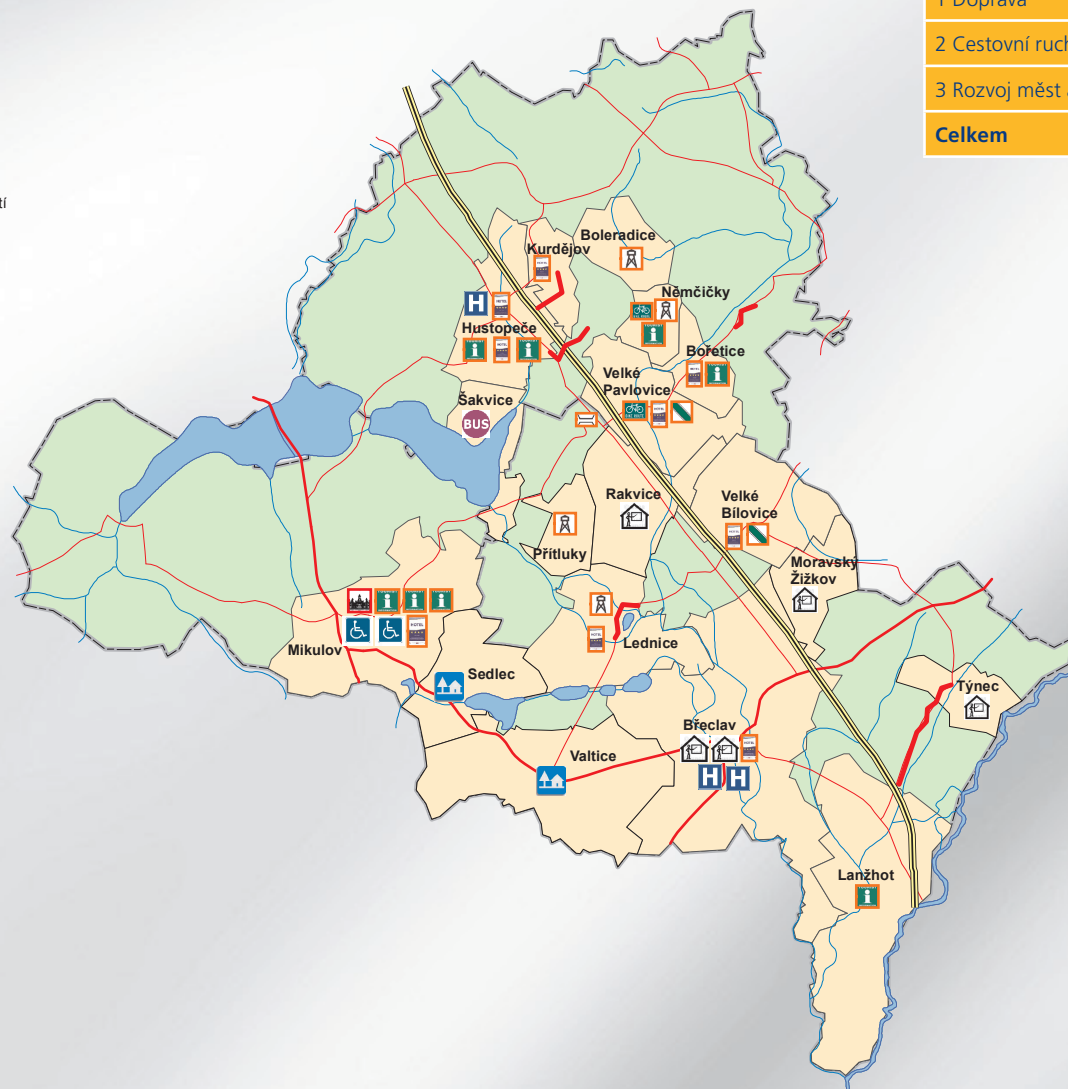 1 Doprava
2 Cestovní ruch
3 Rozvoj měst
Celkem
tí
Boleradice
Kurdějov
Němčičky
H
Hustopeče
Bořetice
Velké
Pavlovice
Šakvice
BUS
Rakvice
Velké
Bílovice
Přítluky
Moravský
Žižkov
Mikulov
Lednice
Sedlec
Týnec
Břeclav
Valtice
H H
Lanžhot